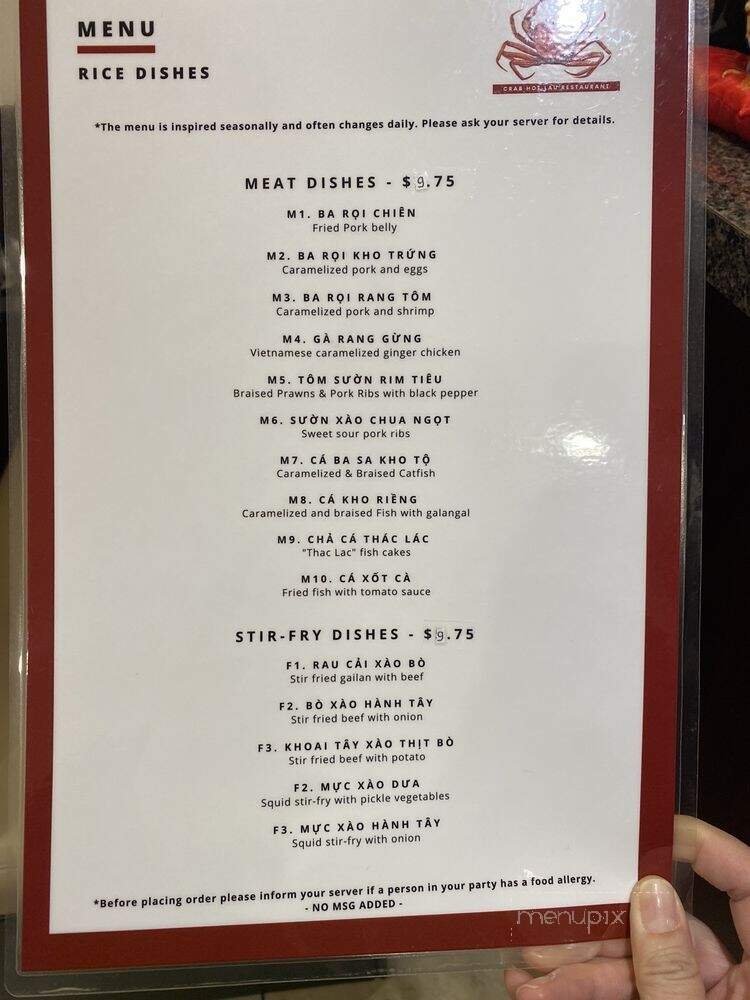 MENU
RICE DISHES
CRAB HOT LAU RESTAURANT
*The menu is inspired seasonally and often changes daily. Please ask your server for details.
MEAT DISHES - $9.75
M1. BA RỌI CHIÊN
Fried Pork belly
M2. BA RỌI KHO TRỨNG
Caramelized pork and eggs
M3. BA RỌI RANG TÔM
Caramelized pork and shrimp
M4. GÀ RANG GỪNG
Vietnamese caramelized ginger chicken
M5. TÔM SƯỜN RIM TIÊU
Braised Prawns & Pork Ribs with black pepper
M6. SƯỜN XÀO CHUA NGỌT
Sweet sour pork ribs
M7. CÁ BA SA KHO TỘ
Caramelized & Braised Catfish
M8. CÁ KHO RIỀNG
Caramelized and braised Fish with galangal
M9. CHẢ CÁ THÁC LÁC
"Thac Lac" fish cakes
M10. CÁ XỐT CÀ
Fried fish with tomato sauce
STIR-FRY DISHES - $9.75
F1. RAU CẢI XÀO BÒ
Stir fried gailan with beef
F2. BÒ XÀO HÀNH TÂY
Stir fried beef with onion
F3. KHOAI TÂY XÀO THỊT BÒ
Stir fried beef with potato
F2. MỰC XÀO DƯA
Squid stir-fry with pickle vegetables
F3. MỰC XÀO HÀNH TÂY
Squid stir-fry with onion
*Before placing order please inform your server if a person in your party has a food allergy.
- NO MSG ADDED -
menupix